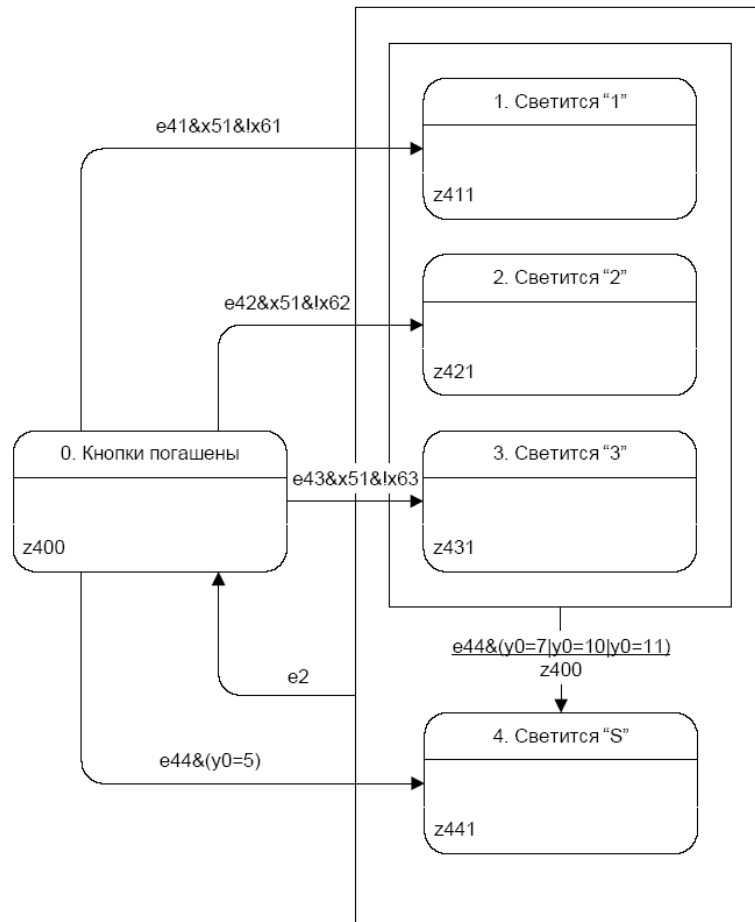 1. Светится “1”
e41&x51&!x61
z411
2. Светится “2”
e42&x51&!x62
z421
0. Кнопки погашены
3. Светится “3”
e43&x51&!x63
z400
z431
e44&(y0=7|y0=10|y0=11)
z400
e2
4. Светится “S”
e44&(y0=5)
z441